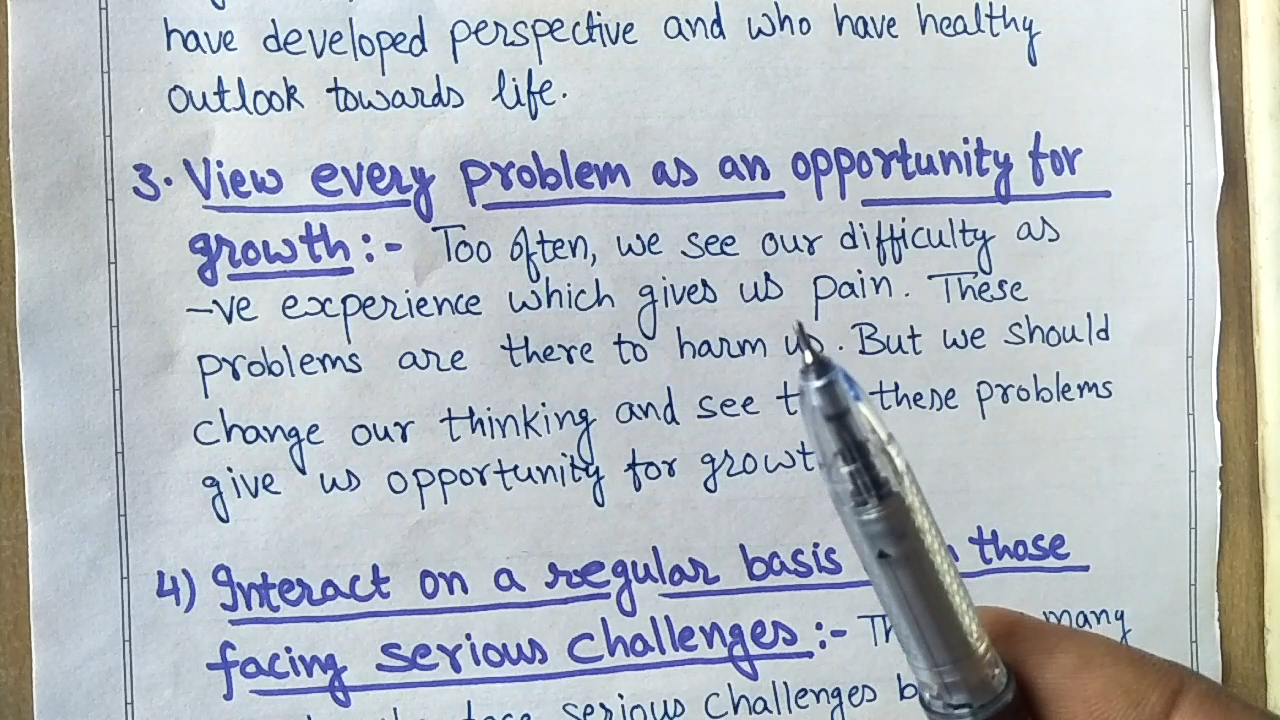 have developed perspective and who have healthy
outlook towards life.
3. View every problem as an opportunity for
growth :- Too often, we see our difficulty as
-ve experience which gives us pain. These
problems are there to harm us. But we should
change our thinking and see these problems
give us opportunity for growt
4) Interact on a regular basis those
facing serious challenges :- many
face serious challenges